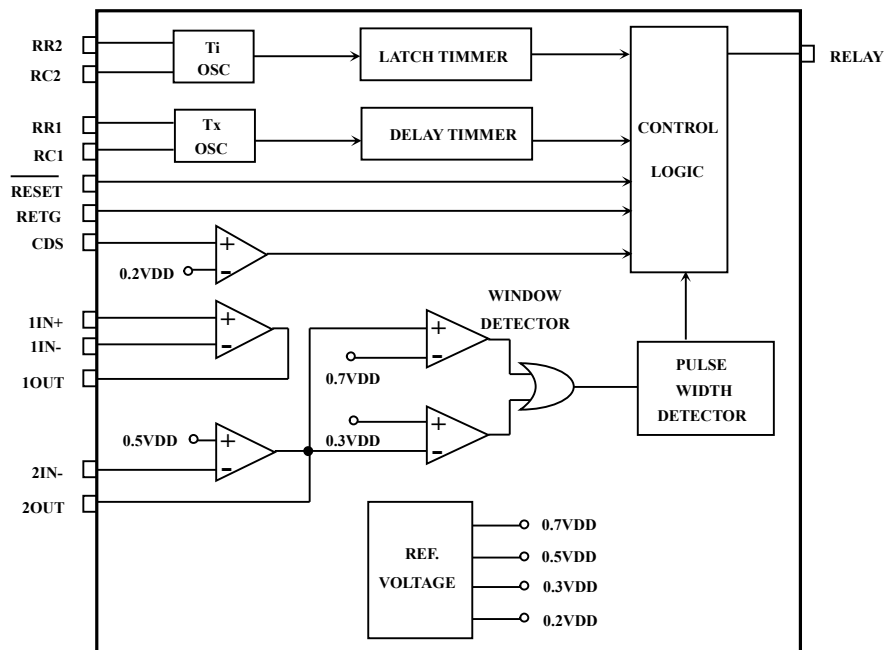 RR2
RC2
Ti
OSC
LATCH TIMMER
RELAY
RR1
RC1
Tx
OSC
DELAY TIMMER
CONTROL
LOGIC
RESET
RETG
CDS
+
-
0.2VDD
1IN+
1IN-
1OUT
+
-
WINDOW
DETECTOR
+
-
0.7VDD
PULSE
WIDTH
DETECTOR
0.5VDD
+
-
0.3VDD
+
-
2IN-
2OUT
REF.
VOLTAGE
0.7VDD
0.5VDD
0.3VDD
0.2VDD